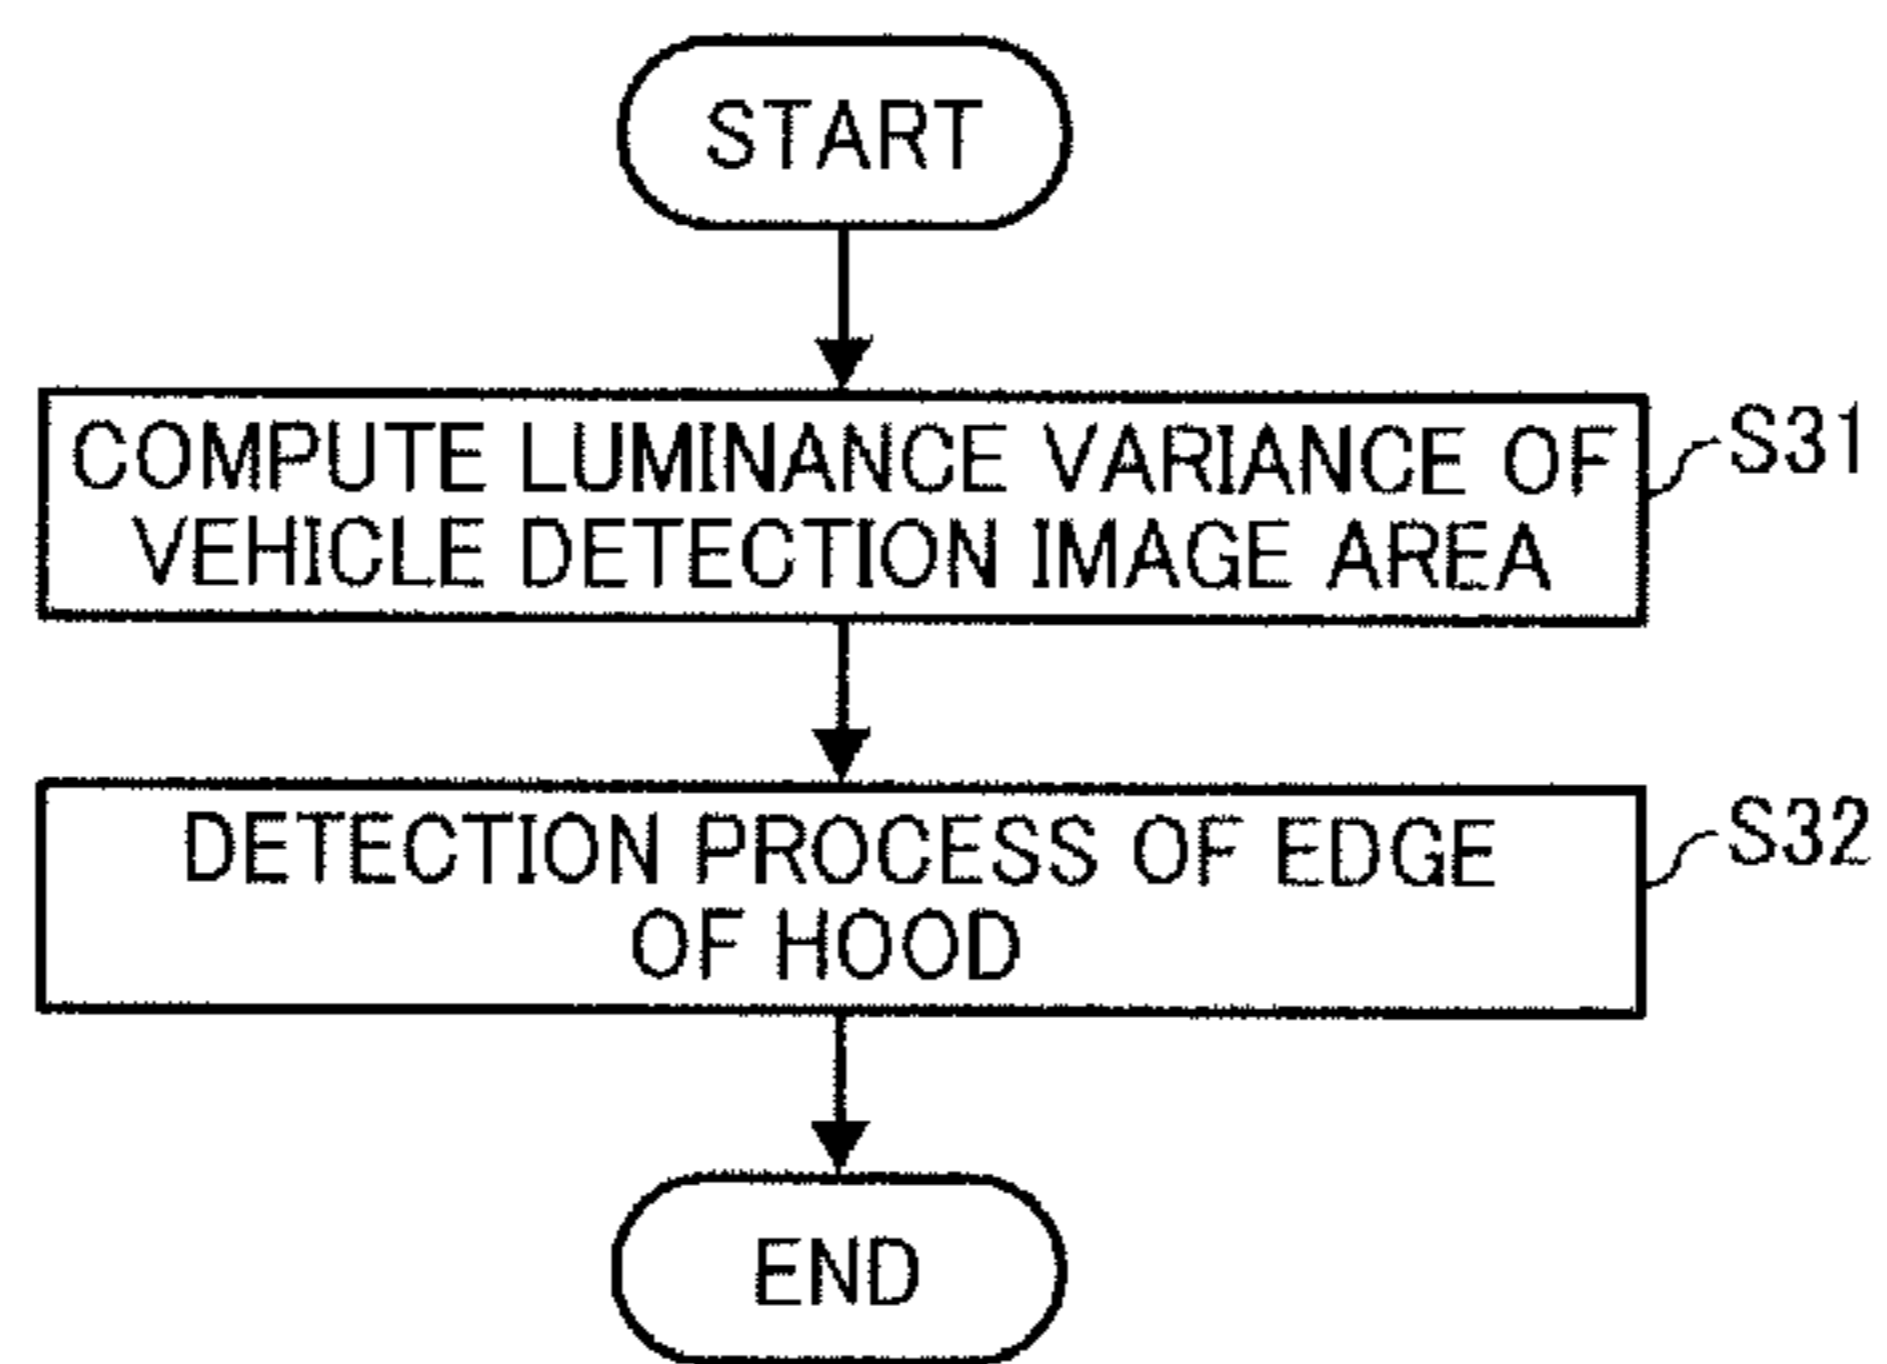 START
COMPUTE LUMINANCE VARIANCE OF
VEHICLE DETECTION IMAGE AREA
S31
DETECTION PROCESS OF EDGE
OF HOOD
S32
END